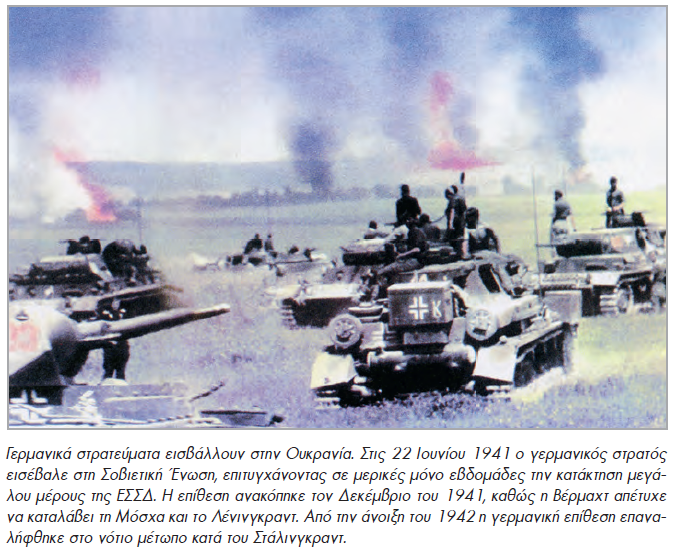 K
Γερμανικά στρατεύματα εισβάλλουν στην Ουκρανία. Στις 22 Ιουνίου 1941 ο γερμανικός στρατός
εισέβαλε στη Σοβιετική Ένωση, επιτυγχάνοντας σε μερικές μόνο εβδομάδες την κατάκτηση μεγά-
λου μέρους της ΕΣΣΔ. Η επίθεση ανακόπηκε τον Δεκέμβριο του 1941, καθώς η Βέρμαχτ απέτυχε
να καταλάβει τη Μόσχα και το Λένινγκραντ. Από την άνοιξη του 1942 η γερμανική επίθεση επανα-
λήφθηκε στο νότιο μέτωπο κατά του Στάλινγκραντ.